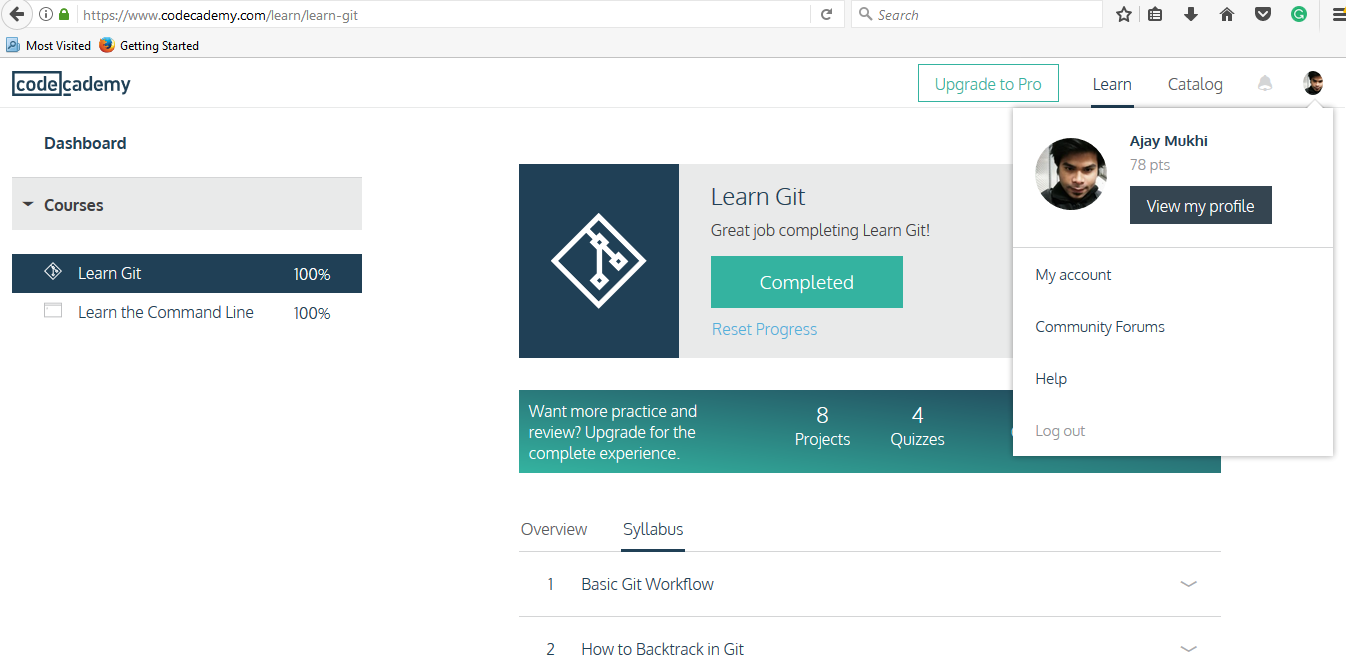 https://www.codecademy.com/learn/learn-git
Search
Most Visited
Getting Started
codecademy
Upgrade to Pro
Learn
Catalog
Dashboard
Courses
Learn Git 100%
Learn the Command Line 100%
Learn Git
Great job completing Learn Git!
Completed
Reset Progress
Ajay Mukhi
78 pts
View my profile
My account
Community Forums
Help
Log out
Want more practice and
review? Upgrade for the
complete experience.
8
Projects
4
Quizzes
Overview
Syllabus
1 Basic Git Workflow
2 How to Backtrack in Git